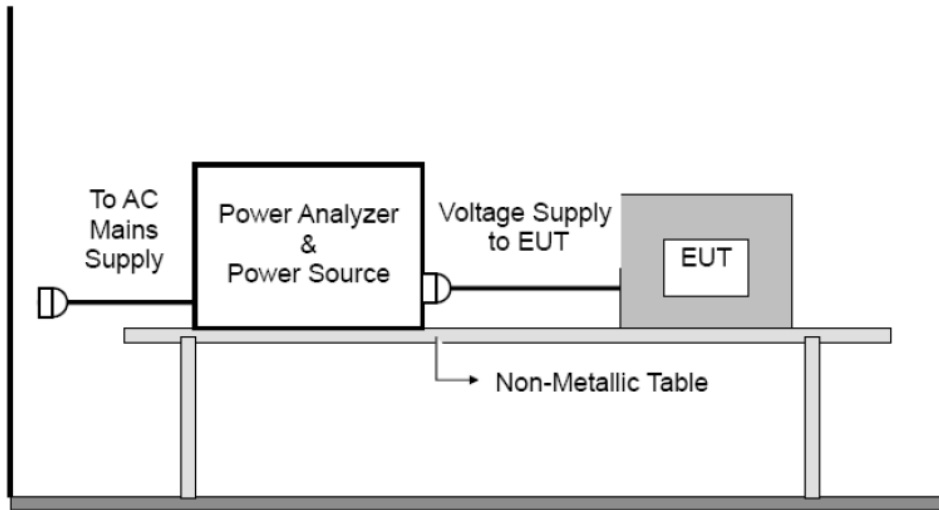 To AC
Mains
Supply
Power Analyzer
&
Power Source
Voltage Supply
to EUT
EUT
Non-Metallic Table